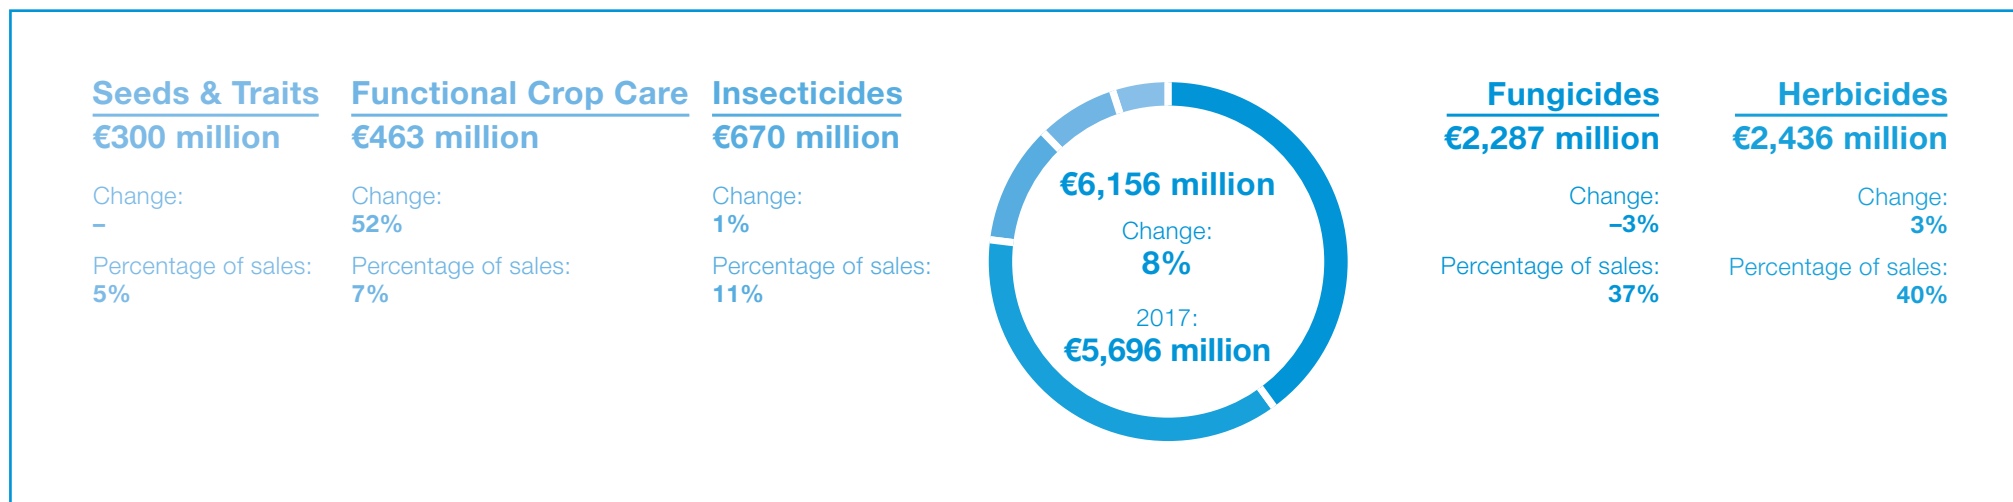 Seeds & Traits
€300 million
Change:
–
Percentage of sales:
5%
Functional Crop Care
€463 million
Change:
52%
Percentage of sales:
7%
Insecticides
€670 million
Change:
1%
Percentage of sales:
11%
€6,156 million
Change:
8%
2017:
€5,696 million
Fungicides
€2,287 million
Change:
–3%
Percentage of sales:
37%
Herbicides
€2,436 million
Change:
3%
Percentage of sales:
40%